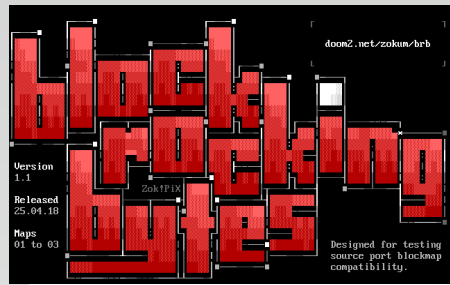 doom2.net/zokum/brb
block
rocking
bytes
Zok!PiX
Version
1.1
Released
25.04.18
Maps
01 to 03
Designed for testing
source port blockmap
compatibility.